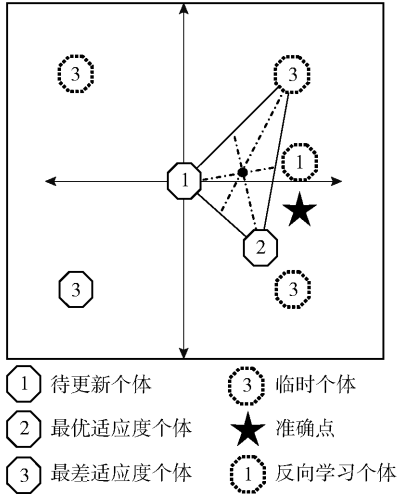 3 3
1 1
2
3 3
1 待更新个体 3 临时个体
2 最优适应度个体 准确点
3 最差适应度个体 1 反向学习个体